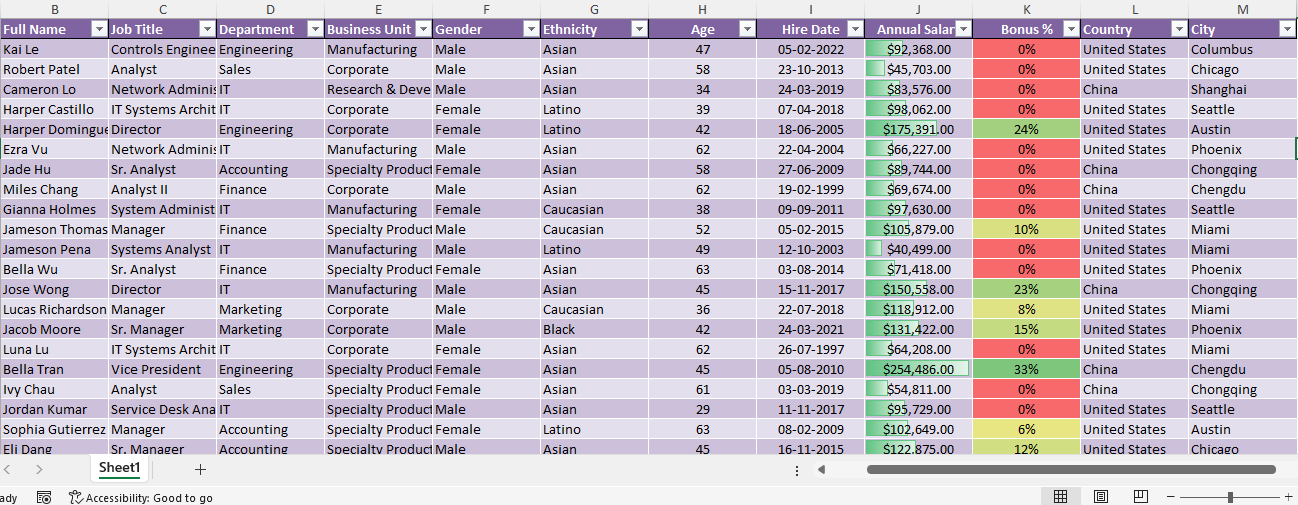 B C D E F G H I J K L M
Full Name Job Title Department Business Unit Gender Ethnicity Age Hire Date Annual Salar Bonus % Country City
Kai Le Controls Enginee Engineering Manufacturing Male Asian 47 05-02-2022 $92,368.00 0% United States Columbus
Robert Patel Analyst Sales Corporate Male Asian 58 23-10-2013 $45,703.00 0% United States Chicago
Cameron Lo Network Adminis IT Research & Deve Male Asian 34 24-03-2019 $83,576.00 0% China Shanghai
Harper Castillo IT Systems Archit IT Corporate Female Latino 39 07-04-2018 $98,062.00 0% United States Seattle
Harper Domingue Director Engineering Corporate Female Latino 42 18-06-2005 $175,391.00 24% United States Austin
Ezra Vu Network Adminis IT Manufacturing Male Asian 62 22-04-2004 $66,227.00 0% United States Phoenix
Jade Hu Sr. Analyst Accounting Specialty Product Female Asian 58 27-06-2009 $89,744.00 0% China Chongqing
Miles Chang Analyst II Finance Corporate Male Asian 62 19-02-1999 $69,674.00 0% China Chengdu
Gianna Holmes System Administ IT Manufacturing Female Caucasian 38 09-09-2011 $97,630.00 0% United States Seattle
Jameson Thomas Manager Finance Specialty Product Male Caucasian 52 05-02-2015 $105,879.00 10% United States Miami
Jameson Pena Systems Analyst IT Manufacturing Male Latino 49 12-10-2003 $40,499.00 0% United States Miami
Bella Wu Sr. Analyst Finance Specialty Product Female Asian 63 03-08-2014 $71,418.00 0% United States Phoenix
Jose Wong Director IT Manufacturing Male Asian 45 15-11-2017 $150,558.00 23% China Chongqing
Lucas Richardson Manager Marketing Corporate Male Caucasian 36 22-07-2018 $118,912.00 8% United States Miami
Jacob Moore Sr. Manager Marketing Corporate Male Black 42 24-03-2021 $131,422.00 15% United States Phoenix
Luna Lu IT Systems Archit IT Corporate Female Asian 62 26-07-1997 $64,208.00 0% United States Miami
Bella Tran Vice President Engineering Specialty Product Female Asian 45 05-08-2010 $254,486.00 33% China Chengdu
Ivy Chau Analyst Sales Specialty Product Female Asian 61 03-03-2019 $54,811.00 0% China Chongqing
Jordan Kumar Service Desk Ana IT Specialty Product Male Asian 29 11-11-2017 $95,729.00 0% United States Seattle
Sophia Gutierrez Manager Accounting Specialty Product Female Latino 63 08-02-2009 $102,649.00 6% United States Austin
Eli Dang Sr. Manager Accounting Specialty Product Male Asian 45 16-11-2015 $122,875.00 12% United States Chicago
Sheet1
ady Accessibility: Good to go